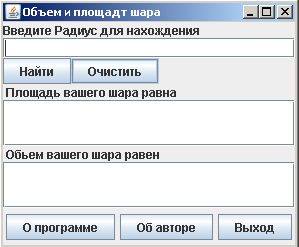 Объем и площадт шара
Введите Радиус для нахождения
Найти Очистить
Площадь вашего шара равна
Обьем вашего шара равен
О программе Об авторе Выход